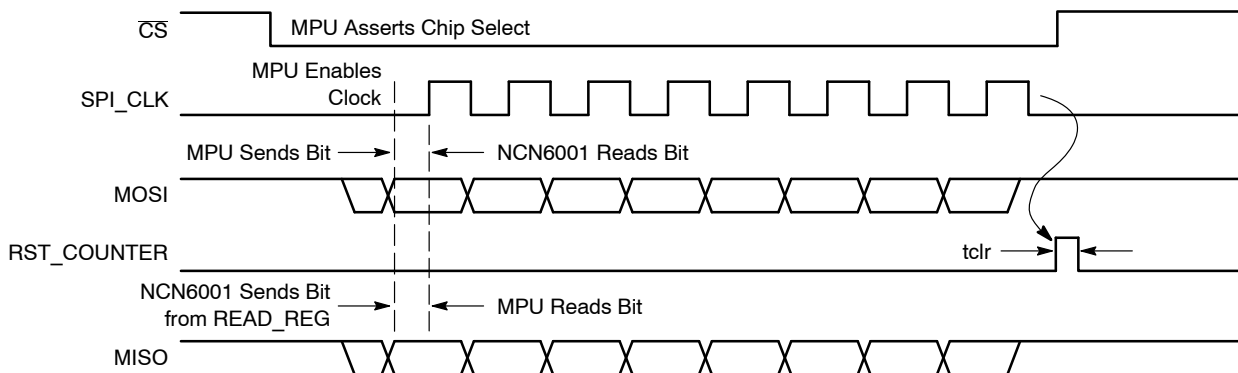 CS
MPU Asserts Chip Select
MPU Enables
Clock
SPI_CLK
MPU Sends Bit
NCN6001 Reads Bit
MOSI
RST_COUNTER
tclr
NCN6001 Sends Bit
from READ_REG
MPU Reads Bit
MISO